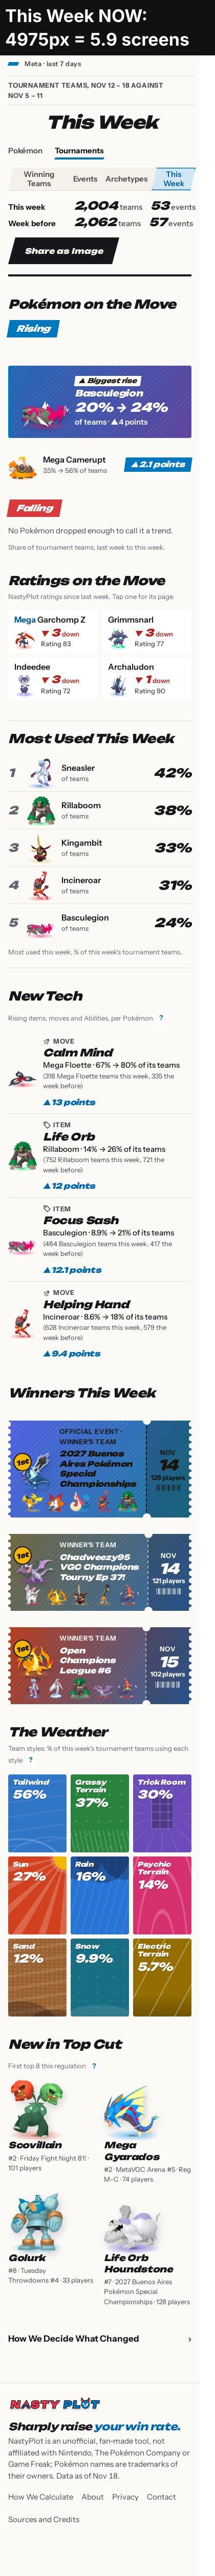 This Week NOW:
4975px = 5.9 screens
Meta · last 7 days
TOURNAMENT TEAMS, NOV 12 – 18 AGAINST
NOV 5 – 11
This Week
Pokémon Tournaments
Winning Teams Events Archetypes This Week
This week 2,004 teams 53 events
Week before 2,062 teams 57 events
Share as Image
Pokémon on the Move
Rising
▲ Biggest rise
Basculegion
20% → 24%
of teams · ▲4 points
Mega Camerupt
3.5% → 5.6% of teams
▲2.1 points
Falling
No Pokémon dropped enough to call it a trend.
Share of tournament teams, last week to this week.
Ratings on the Move
NastyPlot ratings since last week. Tap one for its page.
Mega Garchomp Z
▼ 3 down
Rating 83
Grimmsnarl
▼ 3 down
Rating 77
Indeedee
▼ 3 down
Rating 72
Archaludon
▼ 1 down
Rating 90
Most Used This Week
1 Sneasler of teams 42%
2 Rillaboom of teams 38%
3 Kingambit of teams 33%
4 Incineroar of teams 31%
5 Basculegion of teams 24%
Most used this week, % of this week's tournament teams.
New Tech
Rising items, moves and Abilities, per Pokémon ?
MOVE
Calm Mind
Mega Floette · 67% → 80% of its teams
(318 Mega Floette teams this week, 335 the
week before)
▲13 points
ITEM
Life Orb
Rillaboom · 14% → 26% of its teams
(752 Rillaboom teams this week, 721 the
week before)
▲12 points
ITEM
Focus Sash
Basculegion · 8.9% → 21% of its teams
(484 Basculegion teams this week, 417 the
week before)
▲12.1 points
MOVE
Helping Hand
Incineroar · 8.6% → 18% of its teams
(628 Incineroar teams this week, 579 the
week before)
▲9.4 points
Winners This Week
1st
OFFICIAL EVENT ·
WINNER'S TEAM
2027 Buenos
Aires Pokémon
Special
Championships
NOV
14
128 players
1st
WINNER'S TEAM
Chadweezy95
VGC Champions
Tourny Ep 37!
NOV
14
121 players
1st
WINNER'S TEAM
Open
Champions
League #6
NOV
15
102 players
The Weather
Team styles: % of this week's tournament teams using each
style ?
Tailwind
56%
Grassy
Terrain
37%
Trick Room
30%
Sun
27%
Rain
16%
Psychic
Terrain
14%
Sand
12%
Snow
9.9%
Electric
Terrain
5.7%
New in Top Cut
First top 8 this regulation ?
Scovillain
#2 · Friday Fight Night 81! ·
101 players
Mega
Gyarados
#2 · MetaVGC Arena #5 · Reg
M-C · 74 players
Golurk
#8 · Tuesday
Throwdowns #4 · 33 players
Life Orb
Houndstone
#7 · 2027 Buenos Aires
Pokémon Special
Championships · 128 players
How We Decide What Changed ›
NASTY PLOT
Sharply raise your win rate.
NastyPlot is an unofficial, fan-made tool, not
affiliated with Nintendo, The Pokémon Company or
Game Freak; Pokémon names are trademarks of
their owners. Data as of Nov 18.
How We Calculate About Privacy Contact
Sources and Credits